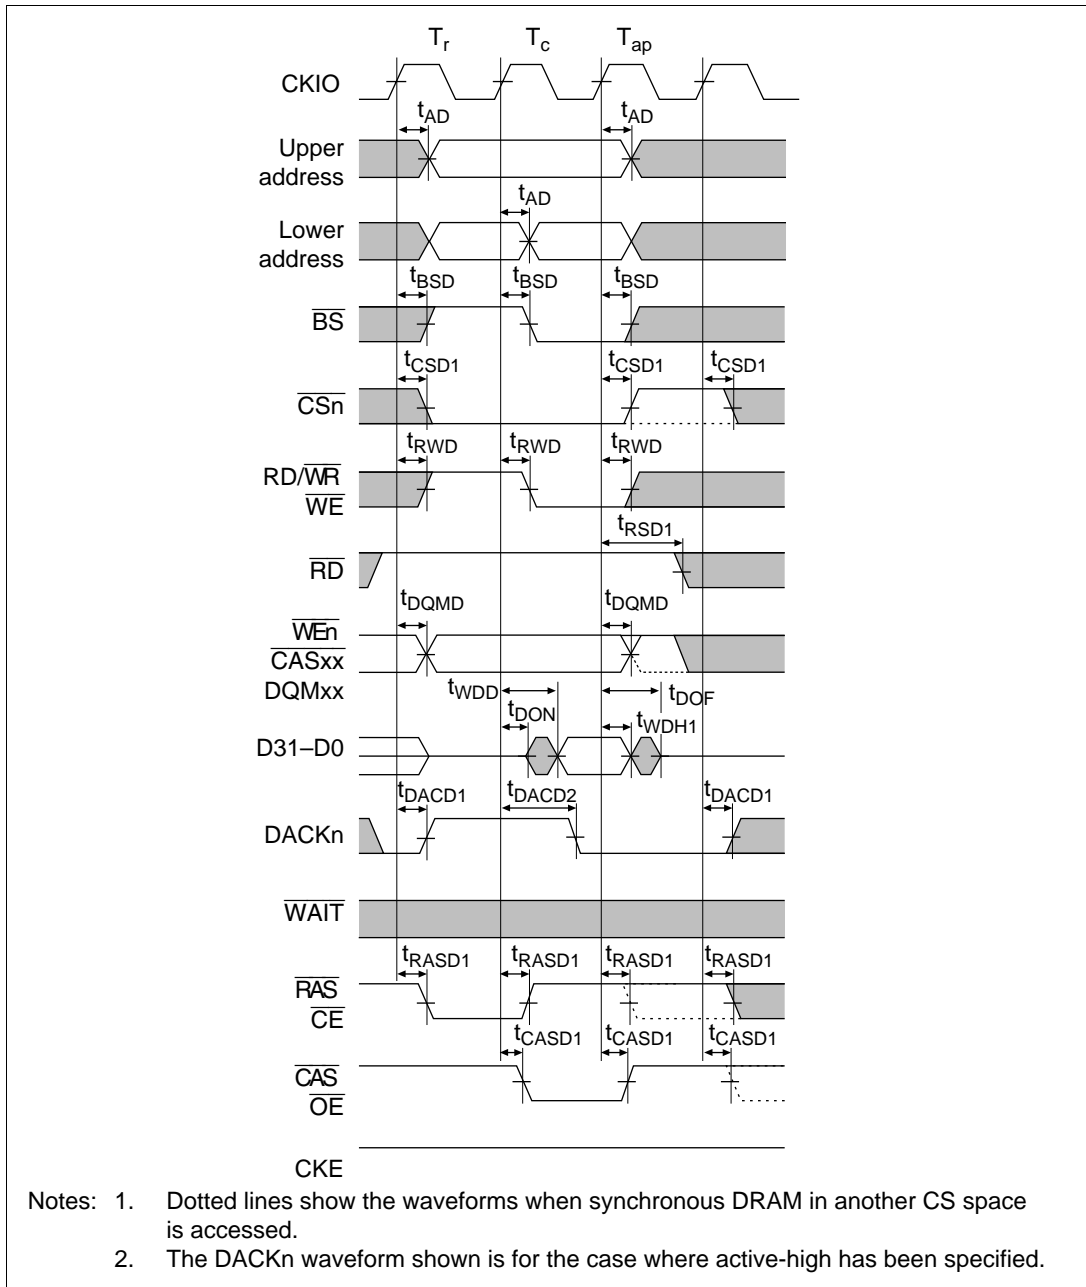 Tr Tc Tap
CKIO
tAD tAD
Upper
address
tAD
Lower
address
tBSD tBSD tBSD
BS
tCSD1 tCSD1 tCSD1
CSn
tRWD tRWD tRWD
RD/WR
WE
tRSD1
RD
tDQMD tDQMD
WEn
CASxx
DQMxx
tWDD tDOF
tDON tWDH1
D31–D0
tDACD1 tDACD2 tDACD1
DACKn
WAIT
tRASD1 tRASD1 tRASD1 tRASD1
RAS
CE
tCASD1 tCASD1 tCASD1
CAS
OE
CKE
Notes: 1. Dotted lines show the waveforms when synchronous DRAM in another CS space
is accessed.
2. The DACKn waveform shown is for the case where active-high has been specified.